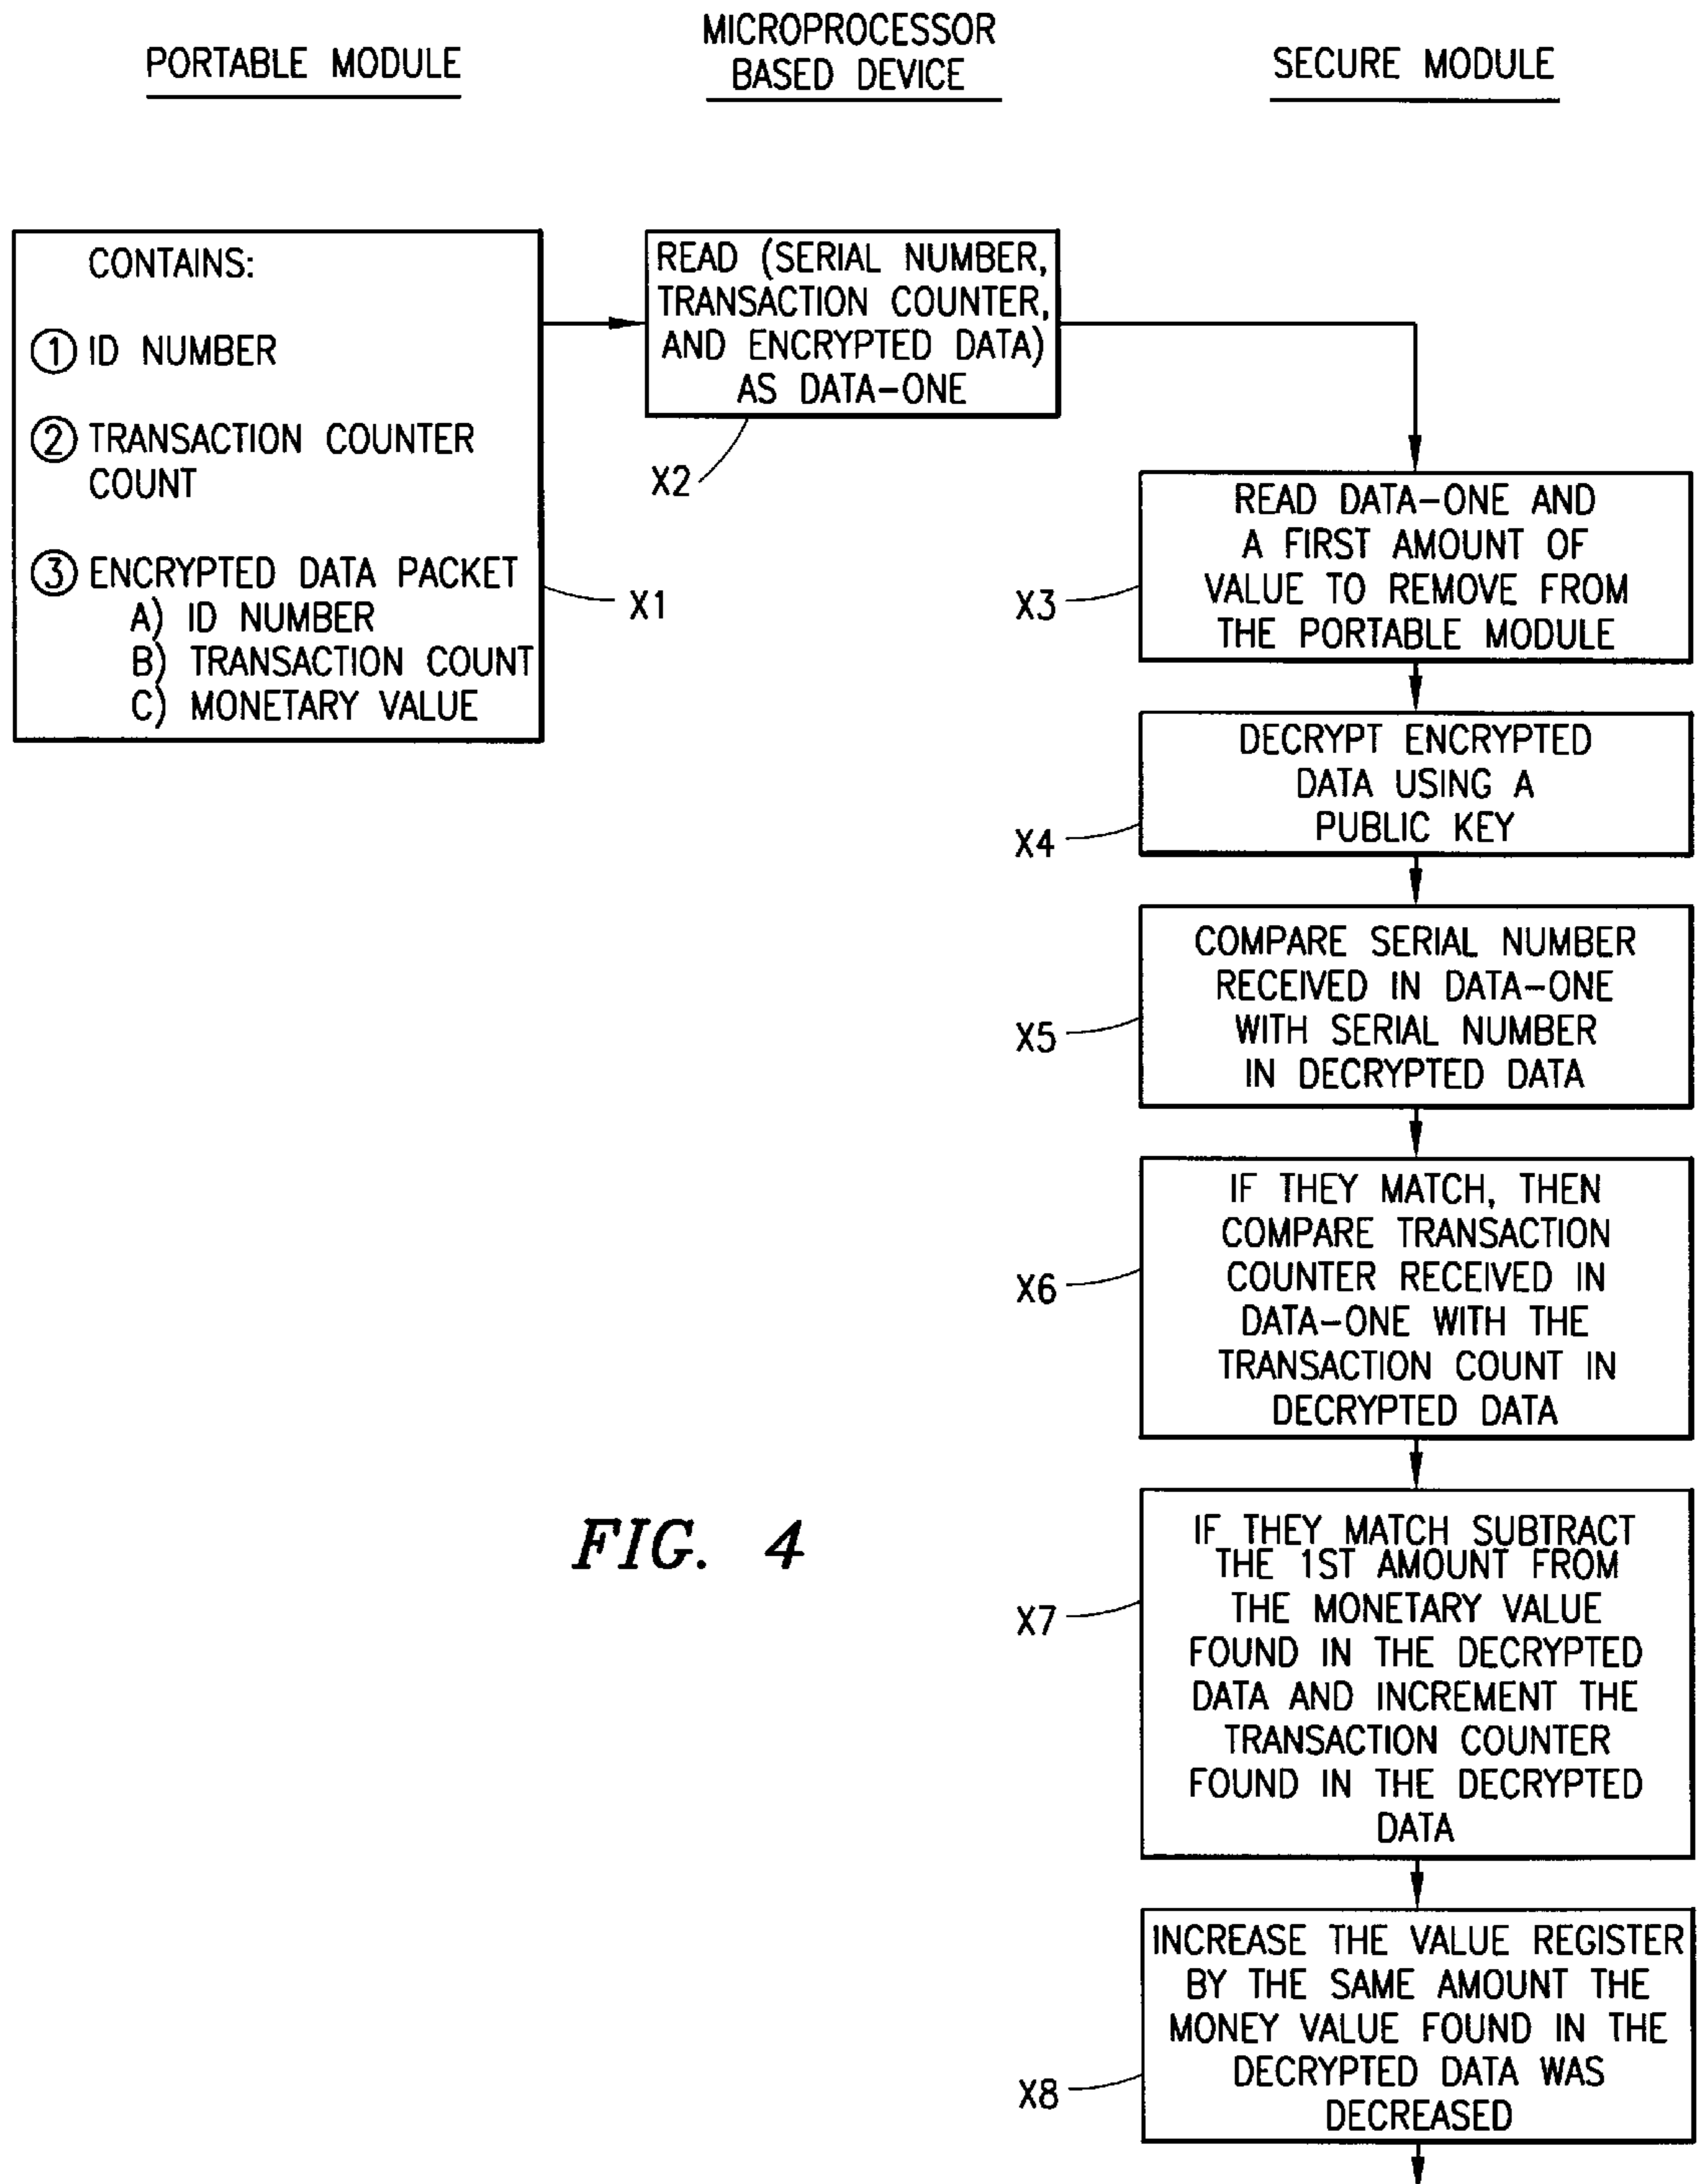 PORTABLE MODULE
MICROPROCESSOR
BASED DEVICE
SECURE MODULE
CONTAINS:
① ID NUMBER
② TRANSACTION COUNTER
COUNT
③ ENCRYPTED DATA PACKET
A) ID NUMBER
B) TRANSACTION COUNT
C) MONETARY VALUE
X1
READ (SERIAL NUMBER,
TRANSACTION COUNTER,
AND ENCRYPTED DATA)
AS DATA-ONE
X2
READ DATA-ONE AND
A FIRST AMOUNT OF
VALUE TO REMOVE FROM
THE PORTABLE MODULE
X3
DECRYPT ENCRYPTED
DATA USING A
PUBLIC KEY
X4
COMPARE SERIAL NUMBER
RECEIVED IN DATA-ONE
WITH SERIAL NUMBER
IN DECRYPTED DATA
X5
IF THEY MATCH, THEN
COMPARE TRANSACTION
COUNTER RECEIVED IN
DATA-ONE WITH THE
TRANSACTION COUNT IN
DECRYPTED DATA
X6
IF THEY MATCH SUBTRACT
THE 1ST AMOUNT FROM
THE MONETARY VALUE
FOUND IN THE DECRYPTED
DATA AND INCREMENT THE
TRANSACTION COUNTER
FOUND IN THE DECRYPTED
DATA
X7
INCREASE THE VALUE REGISTER
BY THE SAME AMOUNT THE
MONEY VALUE FOUND IN THE
DECRYPTED DATA WAS
DECREASED
X8
FIG. 4